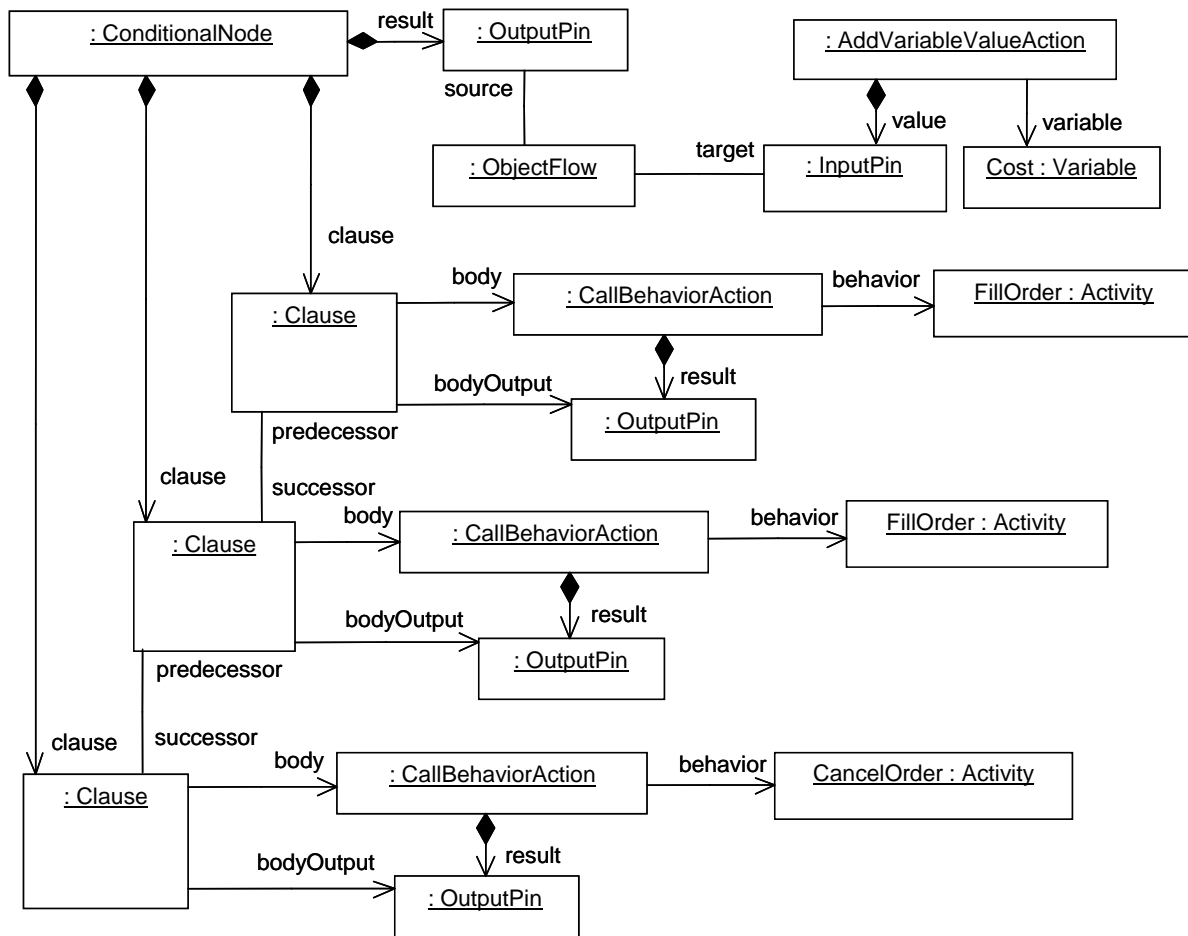 : ConditionalNode
result
: OutputPin
: AddVariableValueAction
source
value
variable
: ObjectFlow
target
: InputPin
Cost : Variable
clause
: Clause
body
: CallBehaviorAction
behavior
FillOrder : Activity
bodyOutput
result
: OutputPin
predecessor
clause
successor
: Clause
body
: CallBehaviorAction
behavior
FillOrder : Activity
bodyOutput
result
: OutputPin
predecessor
clause
successor
: Clause
body
: CallBehaviorAction
behavior
CancelOrder : Activity
bodyOutput
result
: OutputPin